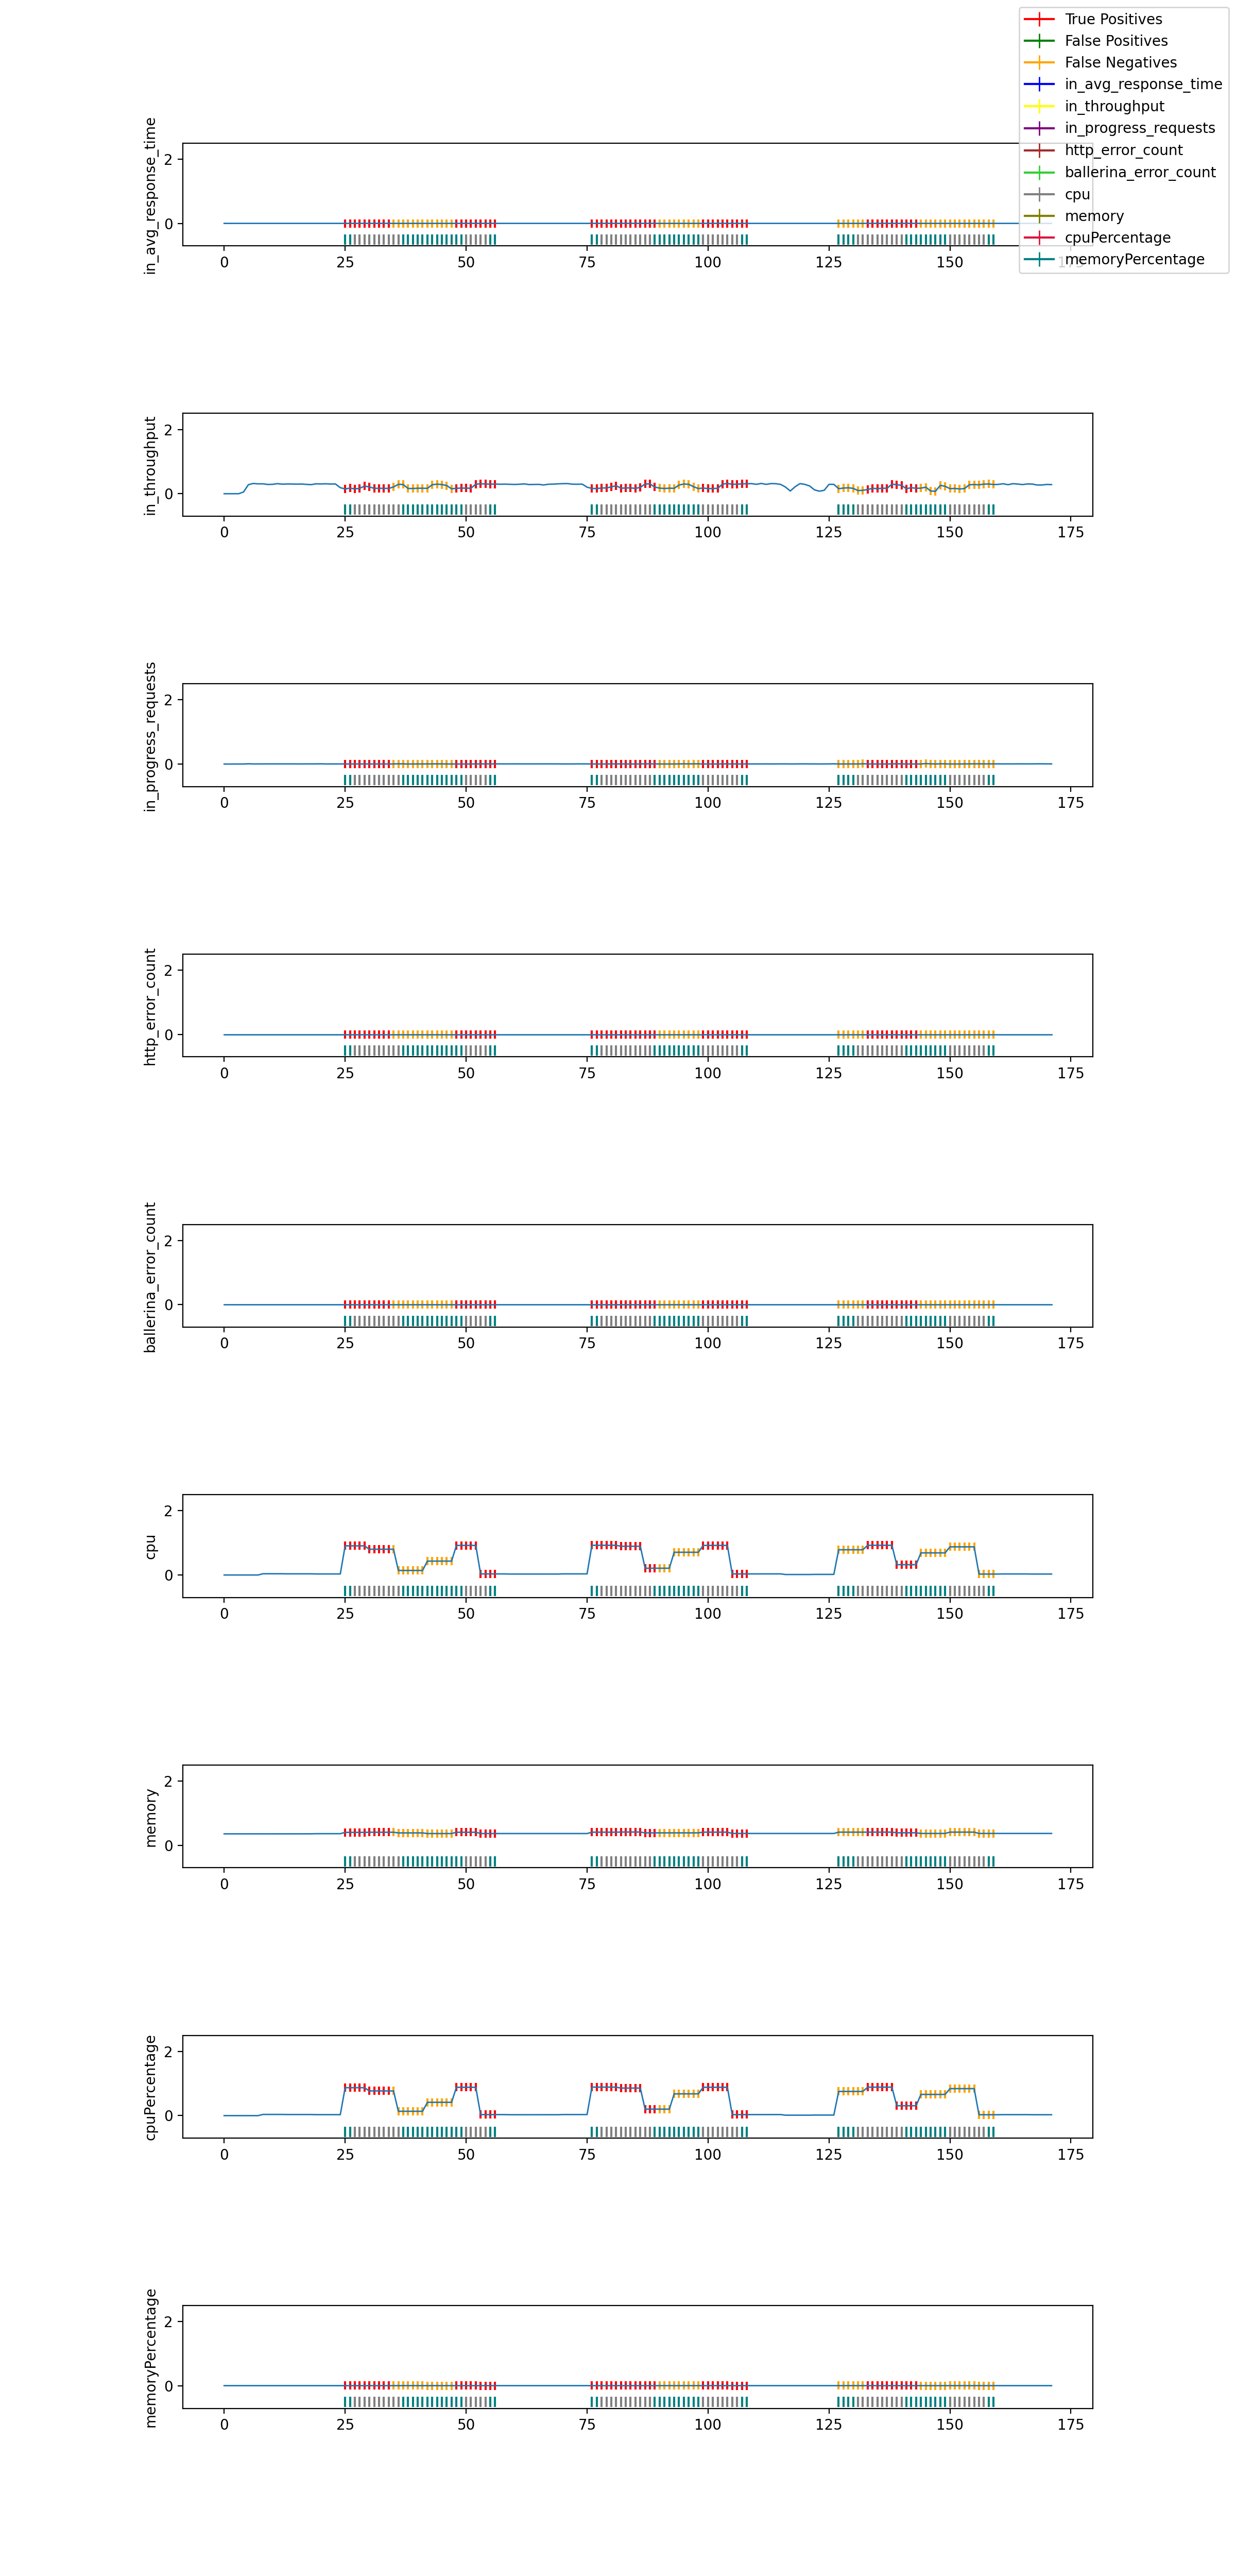 True Positives
False Positives
False Negatives
in_avg_response_time
in_throughput
in_progress_requests
http_error_count
ballerina_error_count
cpu
memory
cpuPercentage
memoryPercentage
in_avg_response_time
2
0
0 25 50 75 100 125 150 175
in_throughput
2
0
0 25 50 75 100 125 150 175
in_progress_requests
2
0
0 25 50 75 100 125 150 175
http_error_count
2
0
0 25 50 75 100 125 150 175
ballerina_error_count
2
0
0 25 50 75 100 125 150 175
cpu
2
0
0 25 50 75 100 125 150 175
memory
2
0
0 25 50 75 100 125 150 175
cpuPercentage
2
0
0 25 50 75 100 125 150 175
memoryPercentage
2
0
0 25 50 75 100 125 150 175